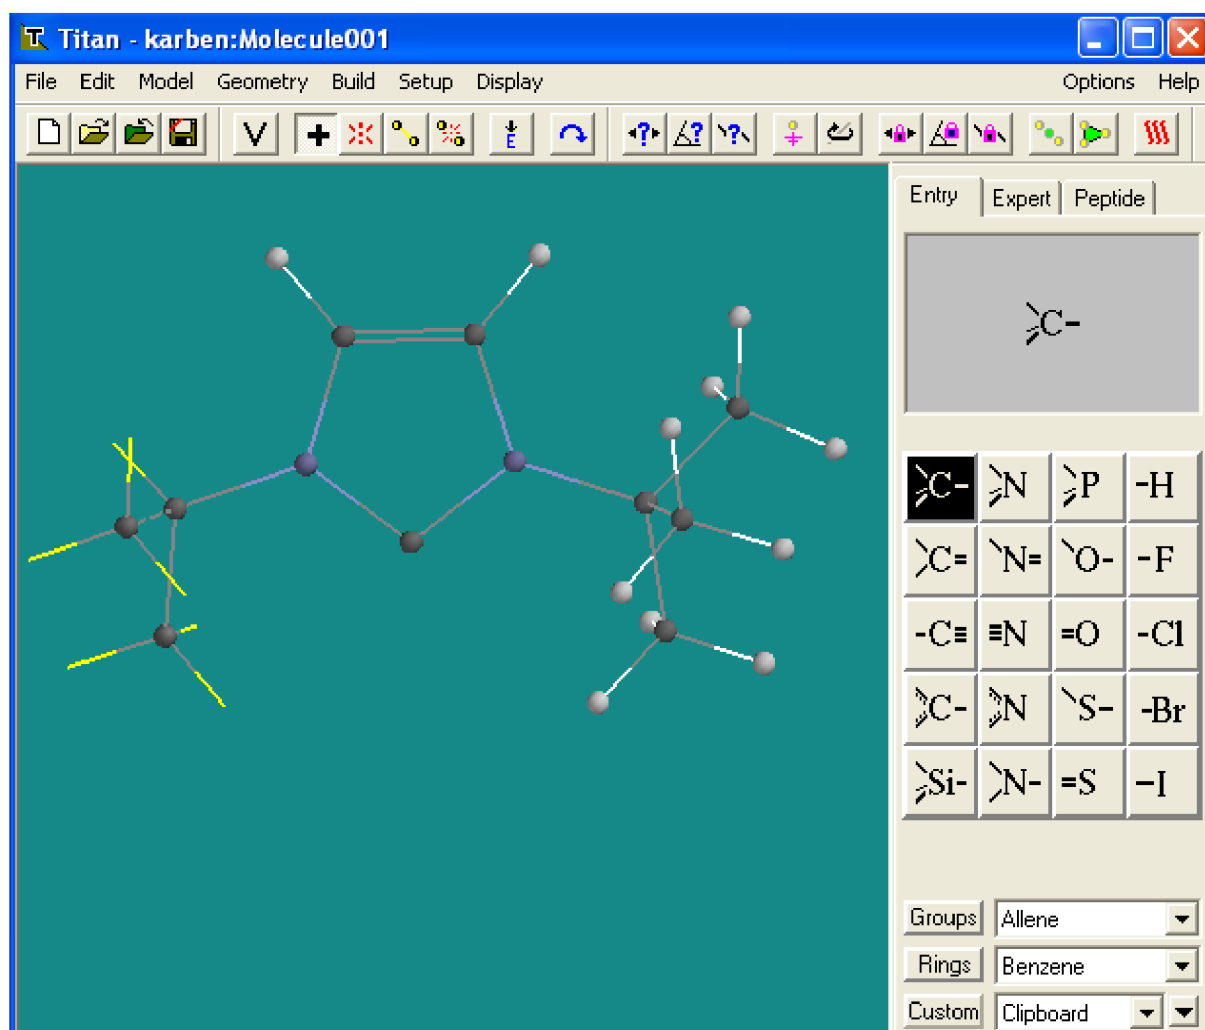 Titan - karben:Molecule001
File Edit Model Geometry Build Setup Display Options Help
V E ? ? ?
Entry Expert Peptide
C-
C- N P -H
C= N= O- -F
-C≡ ≡N =O -Cl
C- N S- -Br
Si- N- =S -I
Groups Allene
Rings Benzene
Custom Clipboard